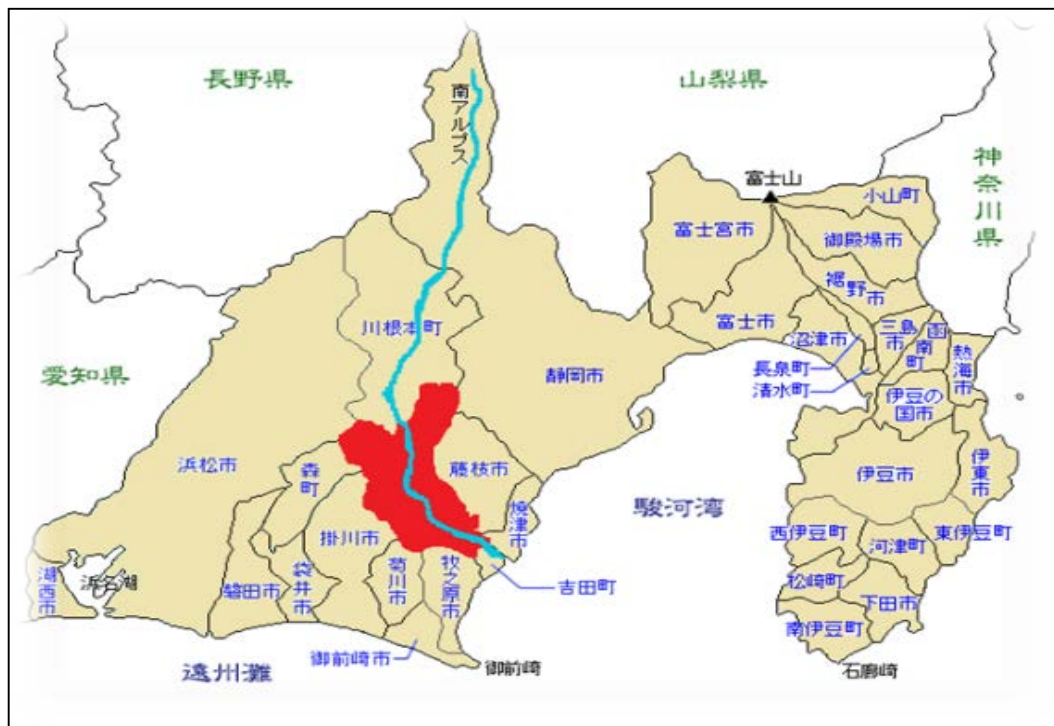 長野県
山梨県
神奈川県
南アルプス
富士山
小山町
富士宮市
御殿場市
裾野市
川根本町
富士市
沼津市
三島市
函南町
熱海市
長泉町
清水町
愛知県
静岡市
伊豆の国市
浜松市
森町
藤枝市
伊豆市
伊東市
焼津市
駿河湾
掛川市
西伊豆町
東伊豆町
河津町
湖西市
浜名湖
磐田市
袋井市
菊川市
牧之原市
吉田町
松崎町
下田市
南伊豆町
御前崎市
御前崎
遠州灘
石廊崎